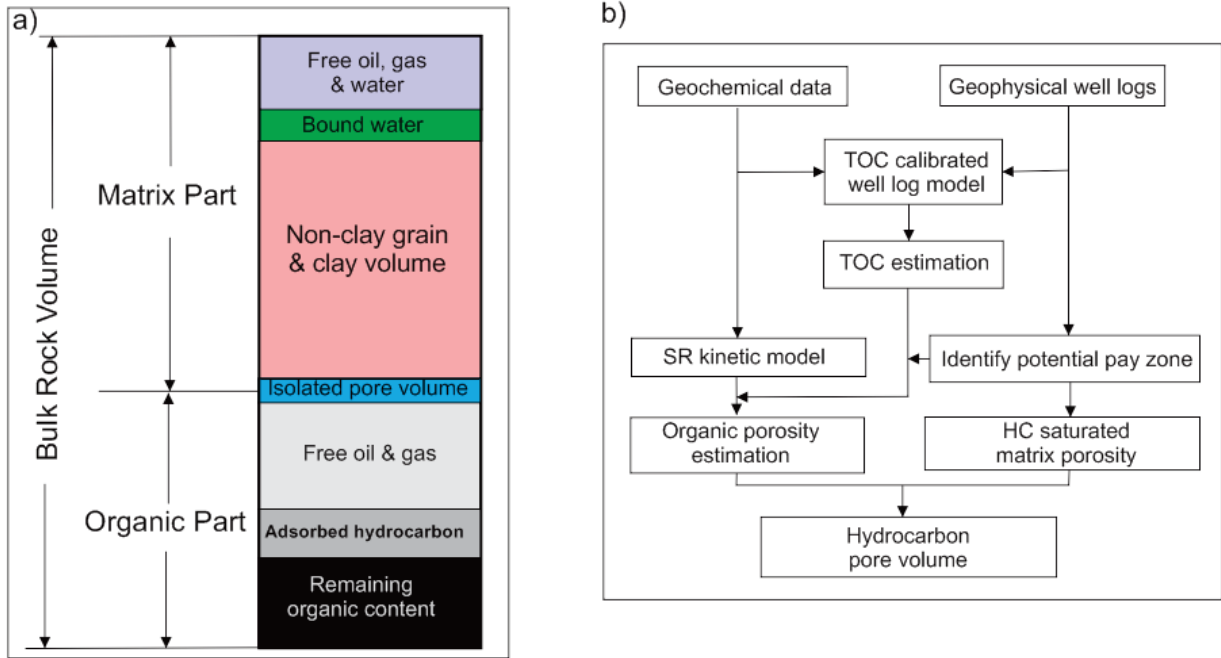 a)
Free oil, gas
& water
Bound water
Matrix Part
Non-clay grain
& clay volume
Bulk Rock Volume
Isolated pore volume
Free oil & gas
Organic Part
Adsorbed hydrocarbon
Remaining
organic content
b)
Geochemical data
Geophysical well logs
TOC calibrated
well log model
TOC estimation
SR kinetic model
Identify potential pay zone
Organic porosity
estimation
HC saturated
matrix porosity
Hydrocarbon
pore volume